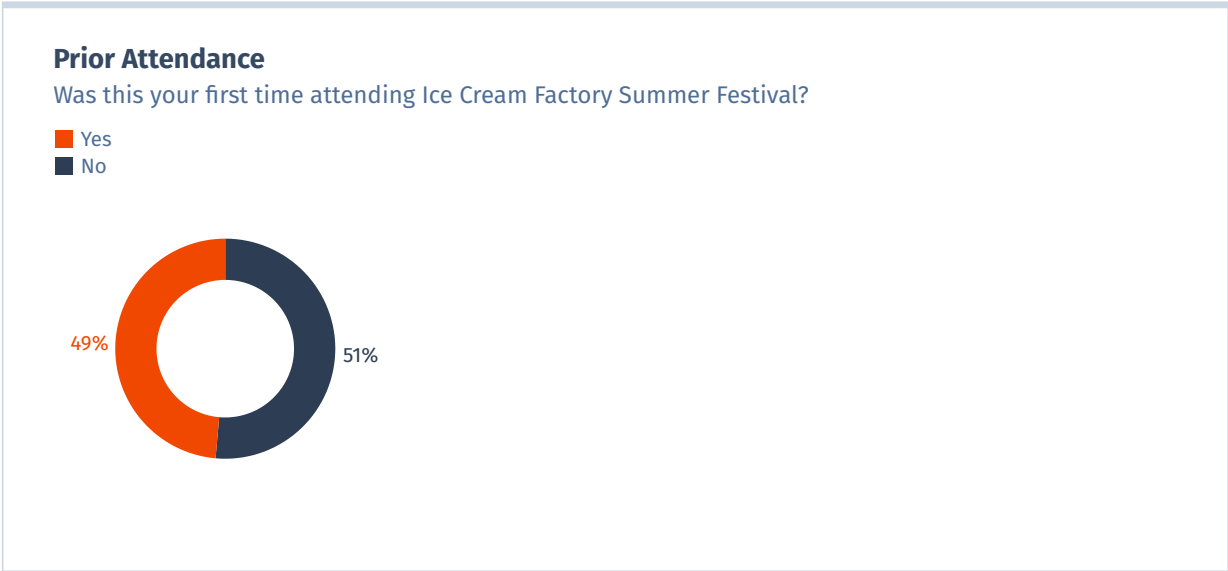 Prior Attendance
Was this your first time attending Ice Cream Factory Summer Festival?
Yes
No
49%
51%